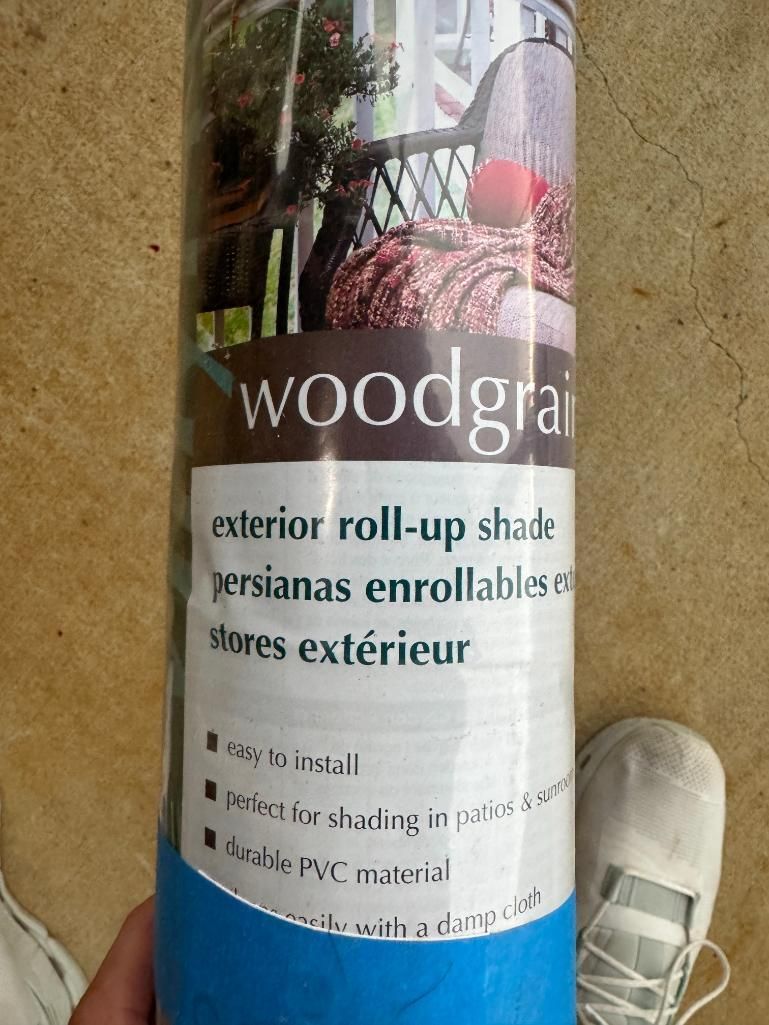 woodgrai
exterior roll-up shade
persianas enrollables ext
stores extérieur
easy to install
perfect for shading in patios & sunroo
durable PVC material
easily with a damp cloth